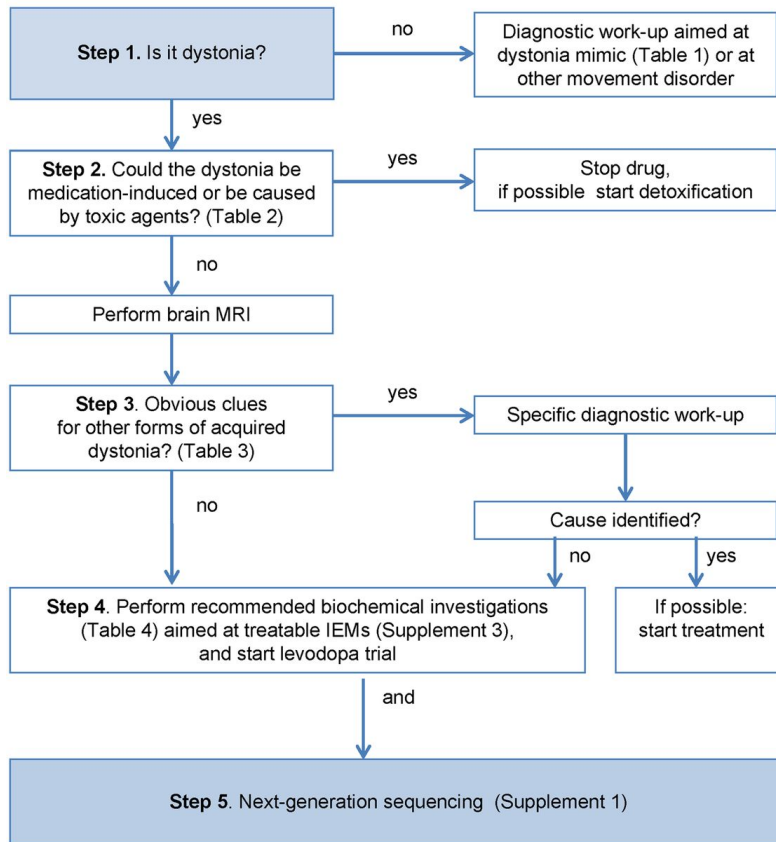 Step 1. Is it dystonia?
no
Diagnostic work-up aimed at
dystonia mimic (Table 1) or at
other movement disorder
yes
Step 2. Could the dystonia be
medication-induced or be caused
by toxic agents? (Table 2)
yes
Stop drug,
if possible start detoxification
no
Perform brain MRI
Step 3. Obvious clues
for other forms of acquired
dystonia? (Table 3)
yes
Specific diagnostic work-up
no
Cause identified?
no
yes
Step 4. Perform recommended biochemical investigations
(Table 4) aimed at treatable IEMs (Supplement 3),
and start levodopa trial
If possible:
start treatment
and
Step 5. Next-generation sequencing (Supplement 1)